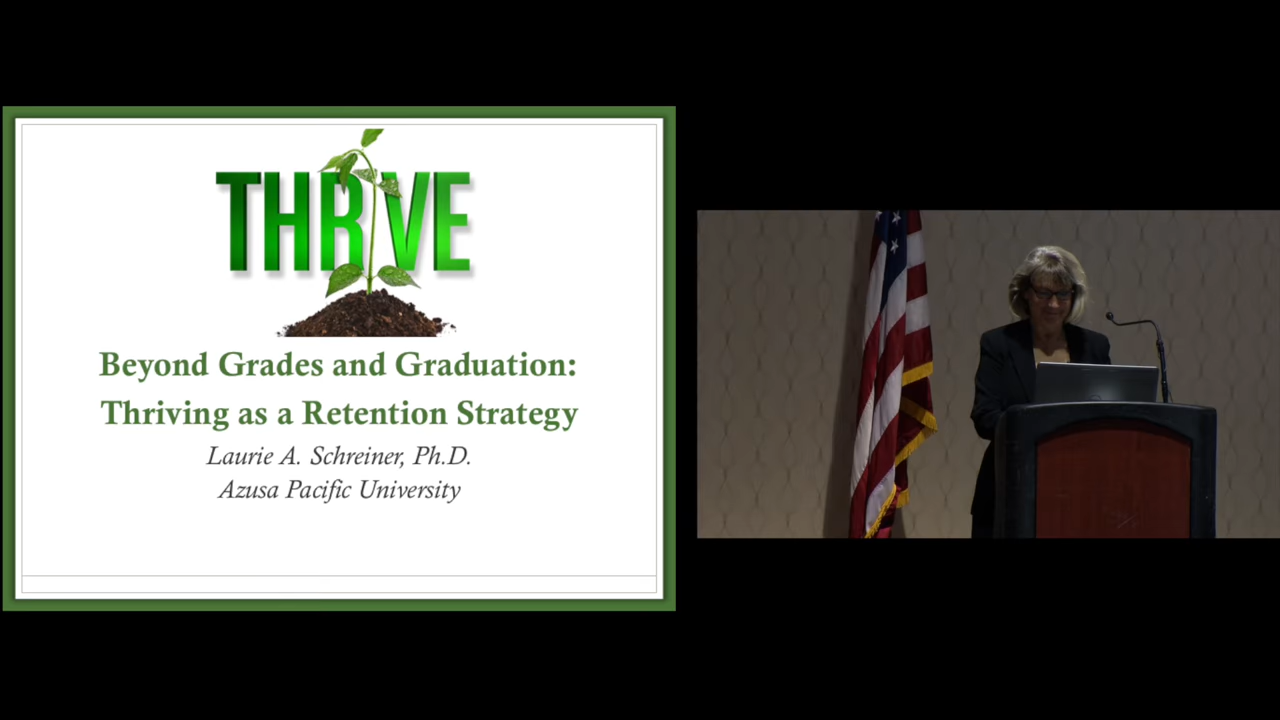 THRIVE
Beyond Grades and Graduation:
Thriving as a Retention Strategy
Laurie A. Schreiner, Ph.D.
Azusa Pacific University